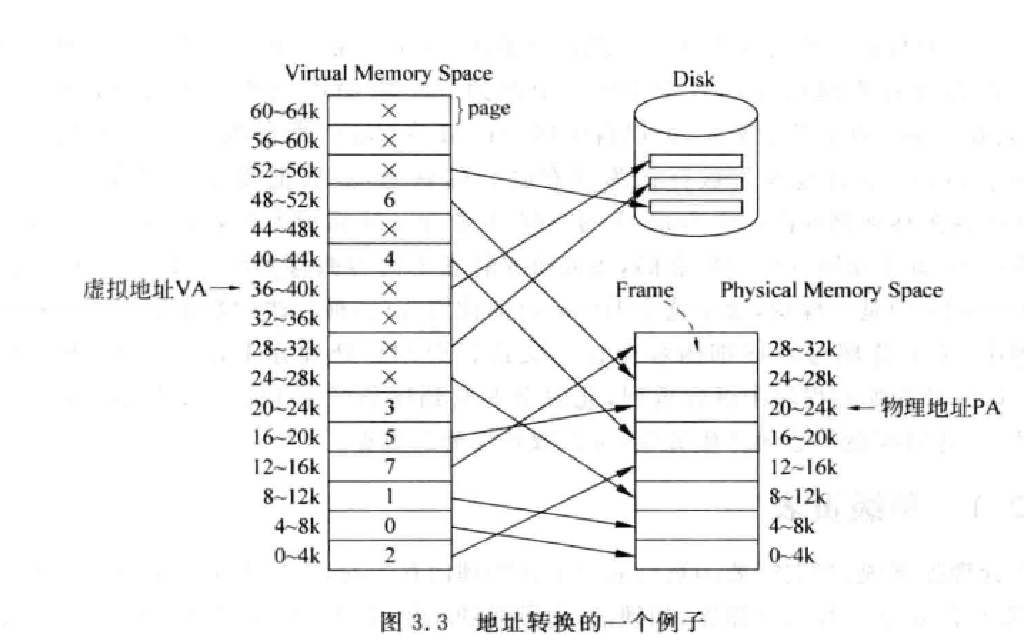 Virtual Memory Space
Disk
60~64k ×
page
56~60k ×
52~56k ×
48~52k 6
44~48k ×
40~44k 4
虚拟地址VA 36~40k ×
Frame
Physical Memory Space
32~36k ×
28~32k ×
28~32k
24~28k ×
24~28k
20~24k 3
20~24k 物理地址PA
16~20k 5
16~20k
12~16k 7
12~16k
8~12k 1
8~12k
4~8k 0
4~8k
0~4k 2
0~4k
图 3.3 地址转换的一个例子